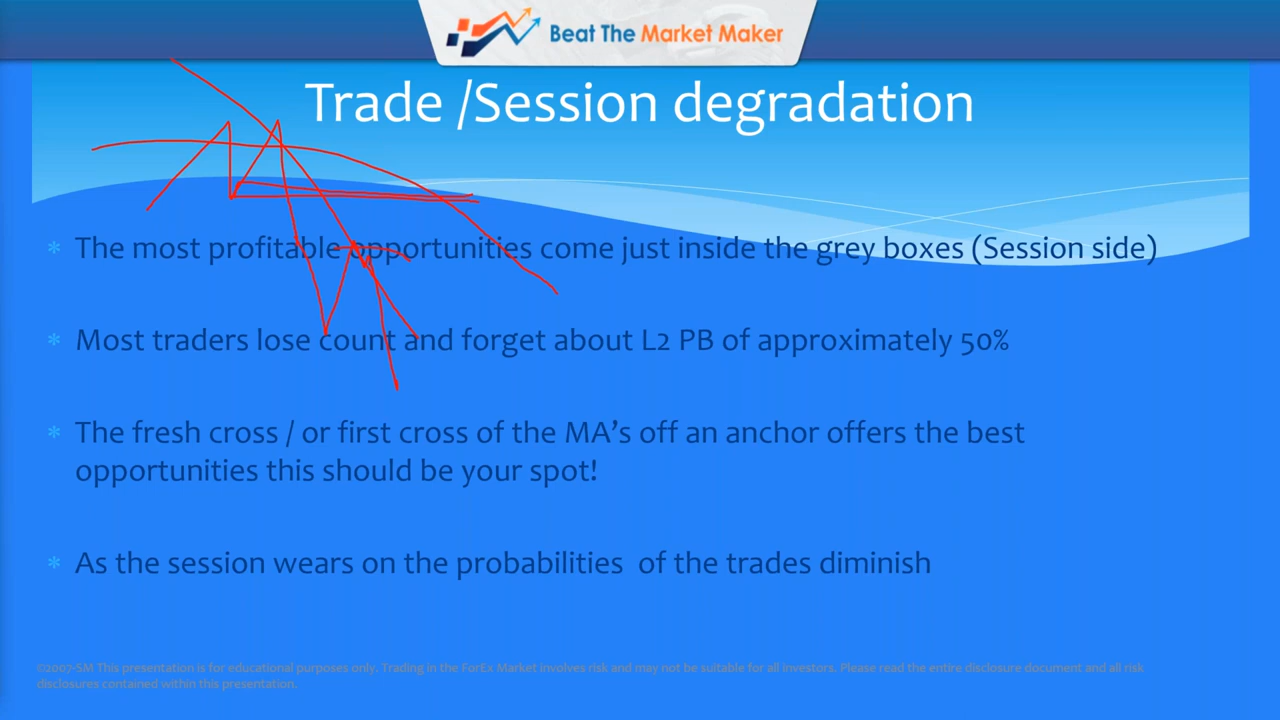 Beat The Market Maker
Trade /Session degradation
* The most profitable opportunities come just inside the grey boxes (Session side)
* Most traders lose count and forget about L2 PB of approximately 50%
* The fresh cross / or first cross of the MA’s off an anchor offers the best
opportunities this should be your spot!
* As the session wears on the probabilities  of the trades diminish
©2007-SM This presentation is for educational purposes only. Trading in the ForEx Market involves risk and may not be suitable for all investors. Please read the entire disclosure document and all risk
disclosures contained within this presentation.